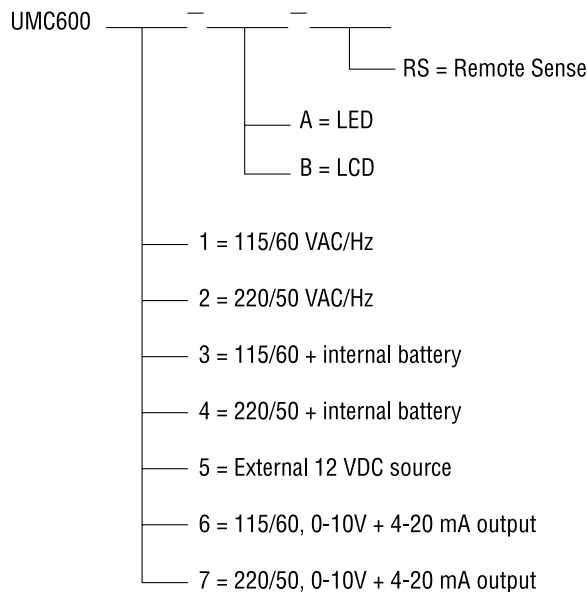 UMC600 _ – _ – _
RS = Remote Sense
A = LED
B = LCD
1 = 115/60 VAC/Hz
2 = 220/50 VAC/Hz
3 = 115/60 + internal battery
4 = 220/50 + internal battery
5 = External 12 VDC source
6 = 115/60, 0-10V + 4-20 mA output
7 = 220/50, 0-10V + 4-20 mA output